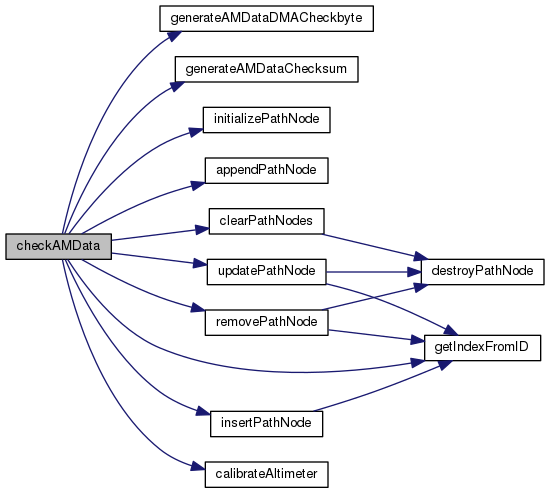 generateAMDataDMACheckbyte
generateAMDataChecksum
initializePathNode
appendPathNode
clearPathNodes
checkAMData
updatePathNode
destroyPathNode
removePathNode
getIndexFromID
insertPathNode
calibrateAltimeter